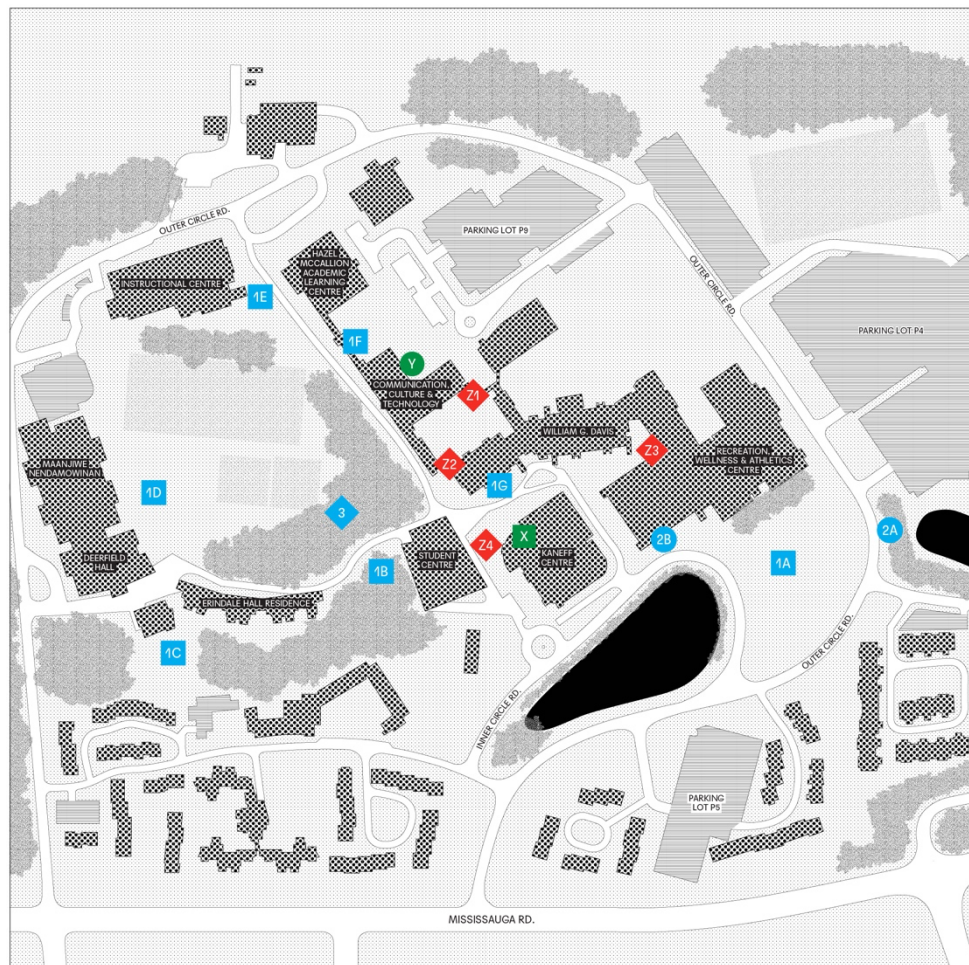 OUTER CIRCLE RD.
PARKING LOT P9
HAZEL
MCCALLION
ACADEMIC
LEARNING
CENTRE
INSTRUCTIONAL CENTRE
1E
OUTER CIRCLE RD.
PARKING LOT P4
1F
Y
COMMUNICATION,
CULTURE &
TECHNOLOGY
Z1
WILLIAM G. DAVIS
Z2
Z3
RECREATION,
WELLNESS & ATHLETICS
CENTRE
MAANJIWE
NENDAMOWINAN
1D
1G
3
2A
X
2B
Z4
STUDENT
CENTRE
KANEFF
CENTRE
DEERFIELD
HALL
1B
1A
ERINDALE HALL RESIDENCE
1C
OUTER CIRCLE RD.
INNER CIRCLE RD.
PARKING
LOT P5
MISSISSAUGA RD.